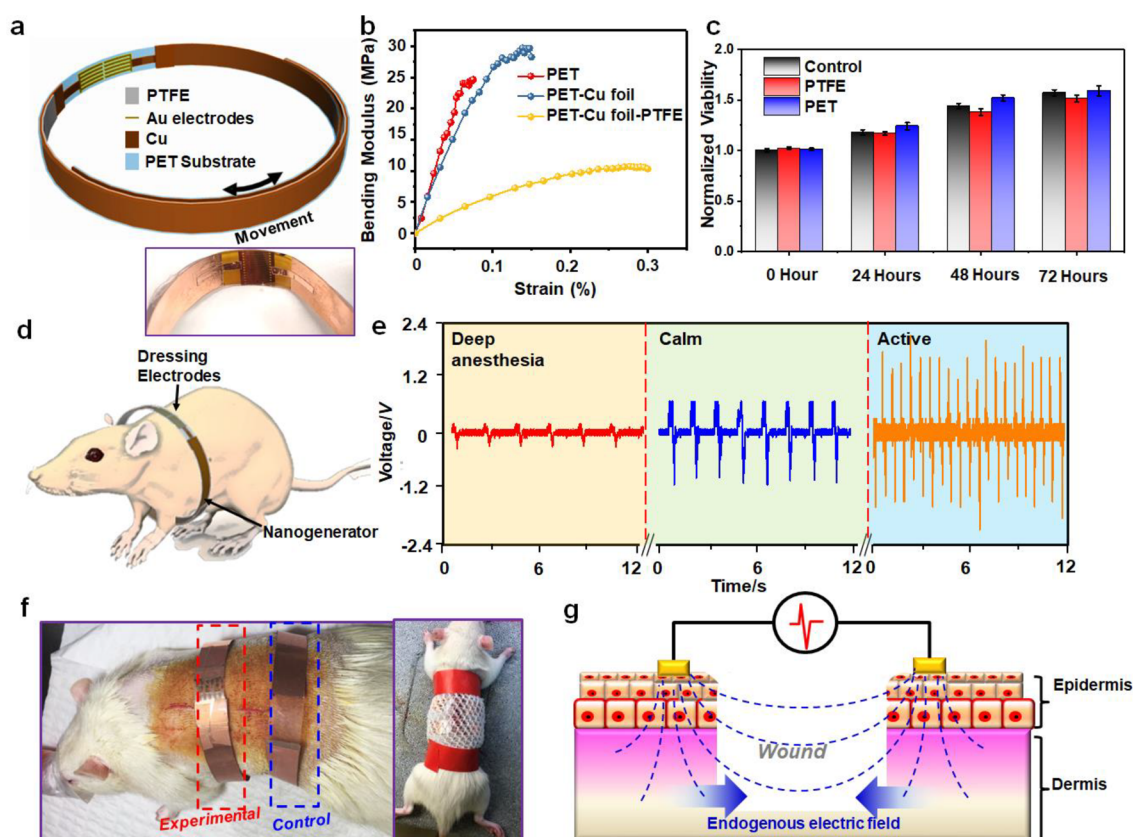 a
PTFE
Au electrodes
Cu
PET Substrate
Movement
b
Bending Modulus (MPa)
30
25
20
15
10
5
0
PET
PET-Cu foil
PET-Cu foil-PTFE
0.0
0.1
0.2
0.3
Strain (%)
c
Normalized Viability
2.0
1.5
1.0
0.5
0.0
Control
PTFE
PET
0 Hour
24 Hours
48 Hours
72 Hours
d
Dressing
Electrodes
Nanogenerator
e
Voltage/V
2.4
1.2
0
-1.2
-2.4
Deep
anesthesia
Calm
Active
0 6 12 0 6 12 0 6 12
Time/s
f
Experimental
Control
g
Epidermis
Wound
Dermis
Endogenous electric field